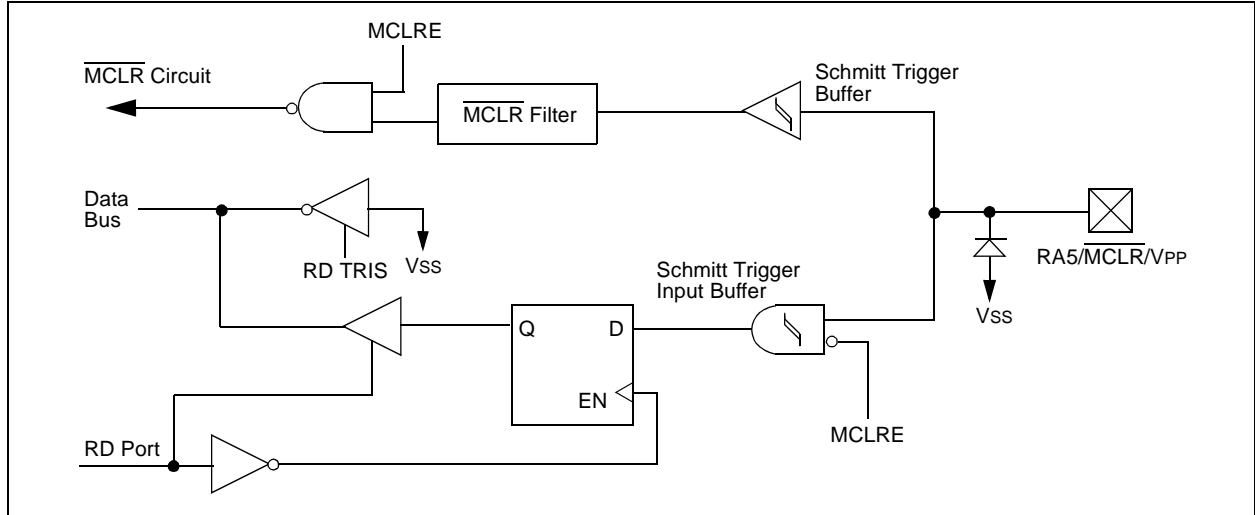 MCLRE
MCLR Circuit
Schmitt Trigger
Buffer
MCLR Filter
Data
Bus
RD TRIS
VSS
RA5/MCLR/VPP
Schmitt Trigger
Input Buffer
VSS
Q
D
EN
MCLRE
RD Port